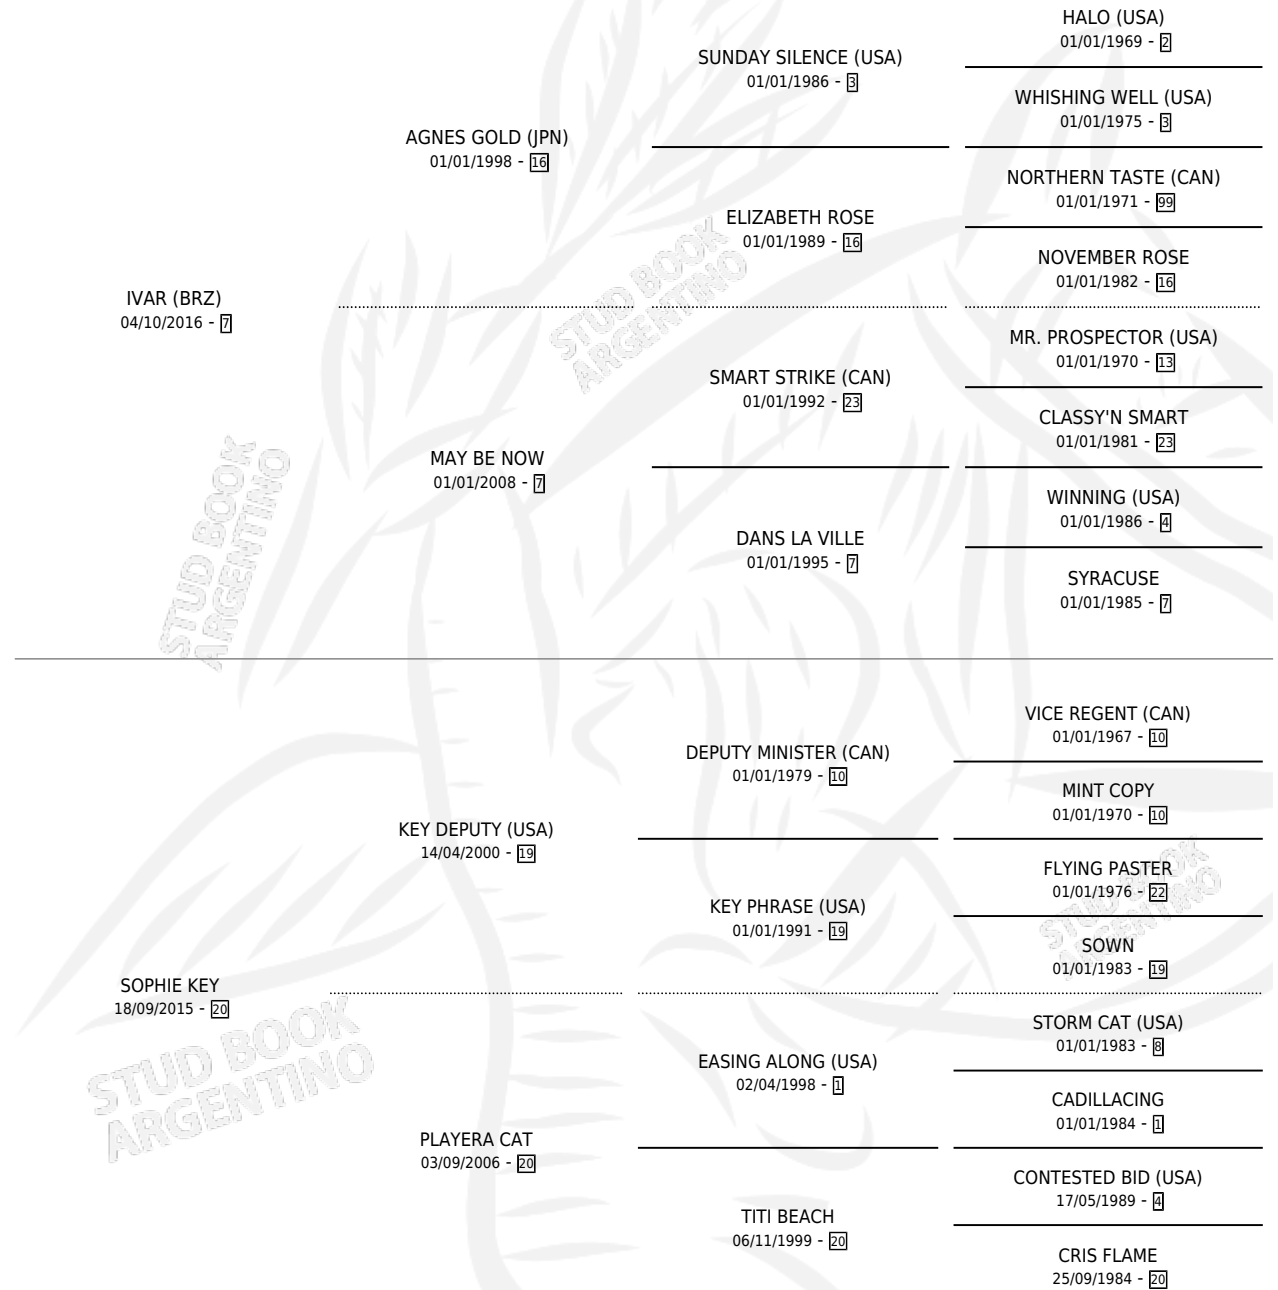 HALO (USA)
01/01/1969 - 2
SUNDAY SILENCE (USA)
01/01/1986 - 3
WHISHING WELL (USA)
01/01/1975 - 3
AGNES GOLD (JPN)
01/01/1998 - 16
NORTHERN TASTE (CAN)
01/01/1971 - 99
ELIZABETH ROSE
01/01/1989 - 16
NOVEMBER ROSE
01/01/1982 - 16
IVAR (BRZ)
04/10/2016 - 7
MR. PROSPECTOR (USA)
01/01/1970 - 13
SMART STRIKE (CAN)
01/01/1992 - 23
CLASSY'N SMART
01/01/1981 - 23
MAY BE NOW
01/01/2008 - 7
WINNING (USA)
01/01/1986 - 4
DANS LA VILLE
01/01/1995 - 7
SYRACUSE
01/01/1985 - 7
VICE REGENT (CAN)
01/01/1967 - 10
DEPUTY MINISTER (CAN)
01/01/1979 - 10
MINT COPY
01/01/1970 - 10
KEY DEPUTY (USA)
14/04/2000 - 19
FLYING PASTER
01/01/1976 - 22
KEY PHRASE (USA)
01/01/1991 - 19
SOWN
01/01/1983 - 19
SOPHIE KEY
18/09/2015 - 20
STORM CAT (USA)
01/01/1983 - 8
EASING ALONG (USA)
02/04/1998 - 1
CADILLACING
01/01/1984 - 1
PLAYERA CAT
03/09/2006 - 20
CONTESTED BID (USA)
17/05/1989 - 4
TITI BEACH
06/11/1999 - 20
CRIS FLAME
25/09/1984 - 20
STUD BOOK
ARGENTINO
STUD BOOK
ARGENTINO
STUD BOOK
ARGENTINO
STUD BOOK
ARGENTINO